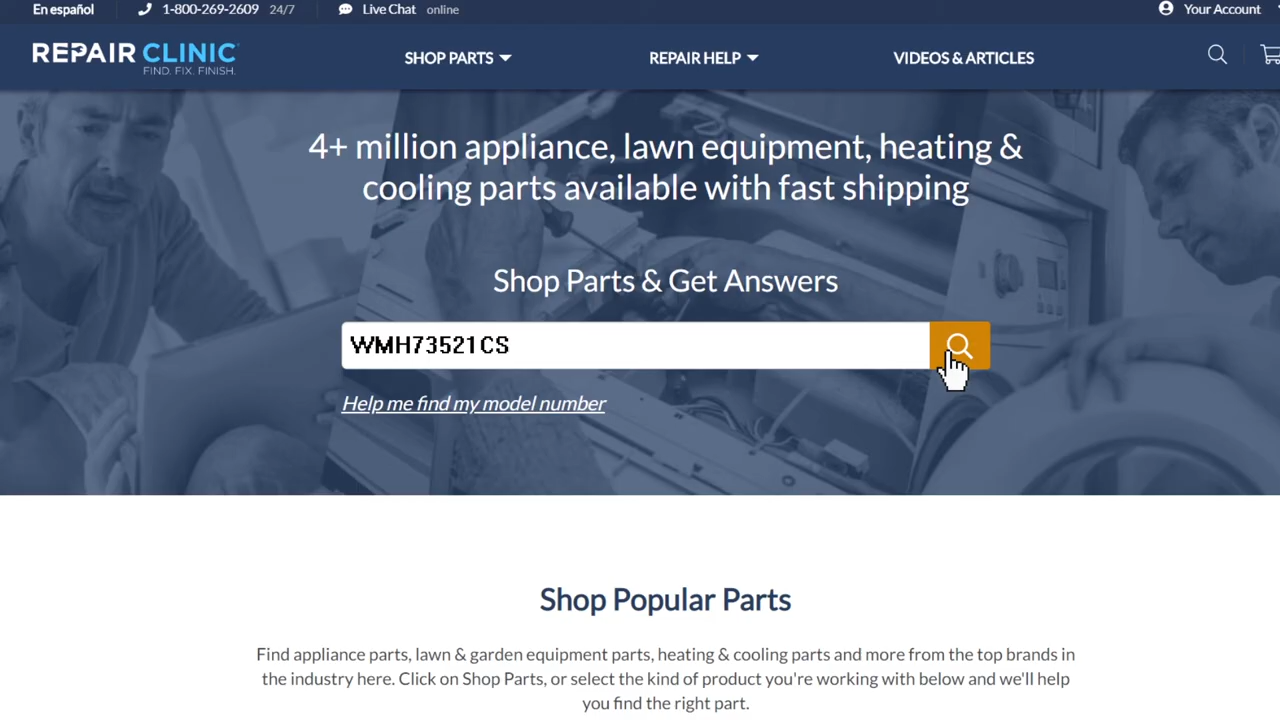 En español
1-800-269-2609 24/7
Live Chat online
Your Account
REPAIR CLINIC
FIND. FIX. FINISH.
SHOP PARTS
REPAIR HELP
VIDEOS & ARTICLES
4+ million appliance, lawn equipment, heating &
cooling parts available with fast shipping
Shop Parts & Get Answers
WMH73521CS
Help me find my model number
Shop Popular Parts
Find appliance parts, lawn & garden equipment parts, heating & cooling parts and more from the top brands in
the industry here. Click on Shop Parts, or select the kind of product you're working with below and we'll help
you find the right part.